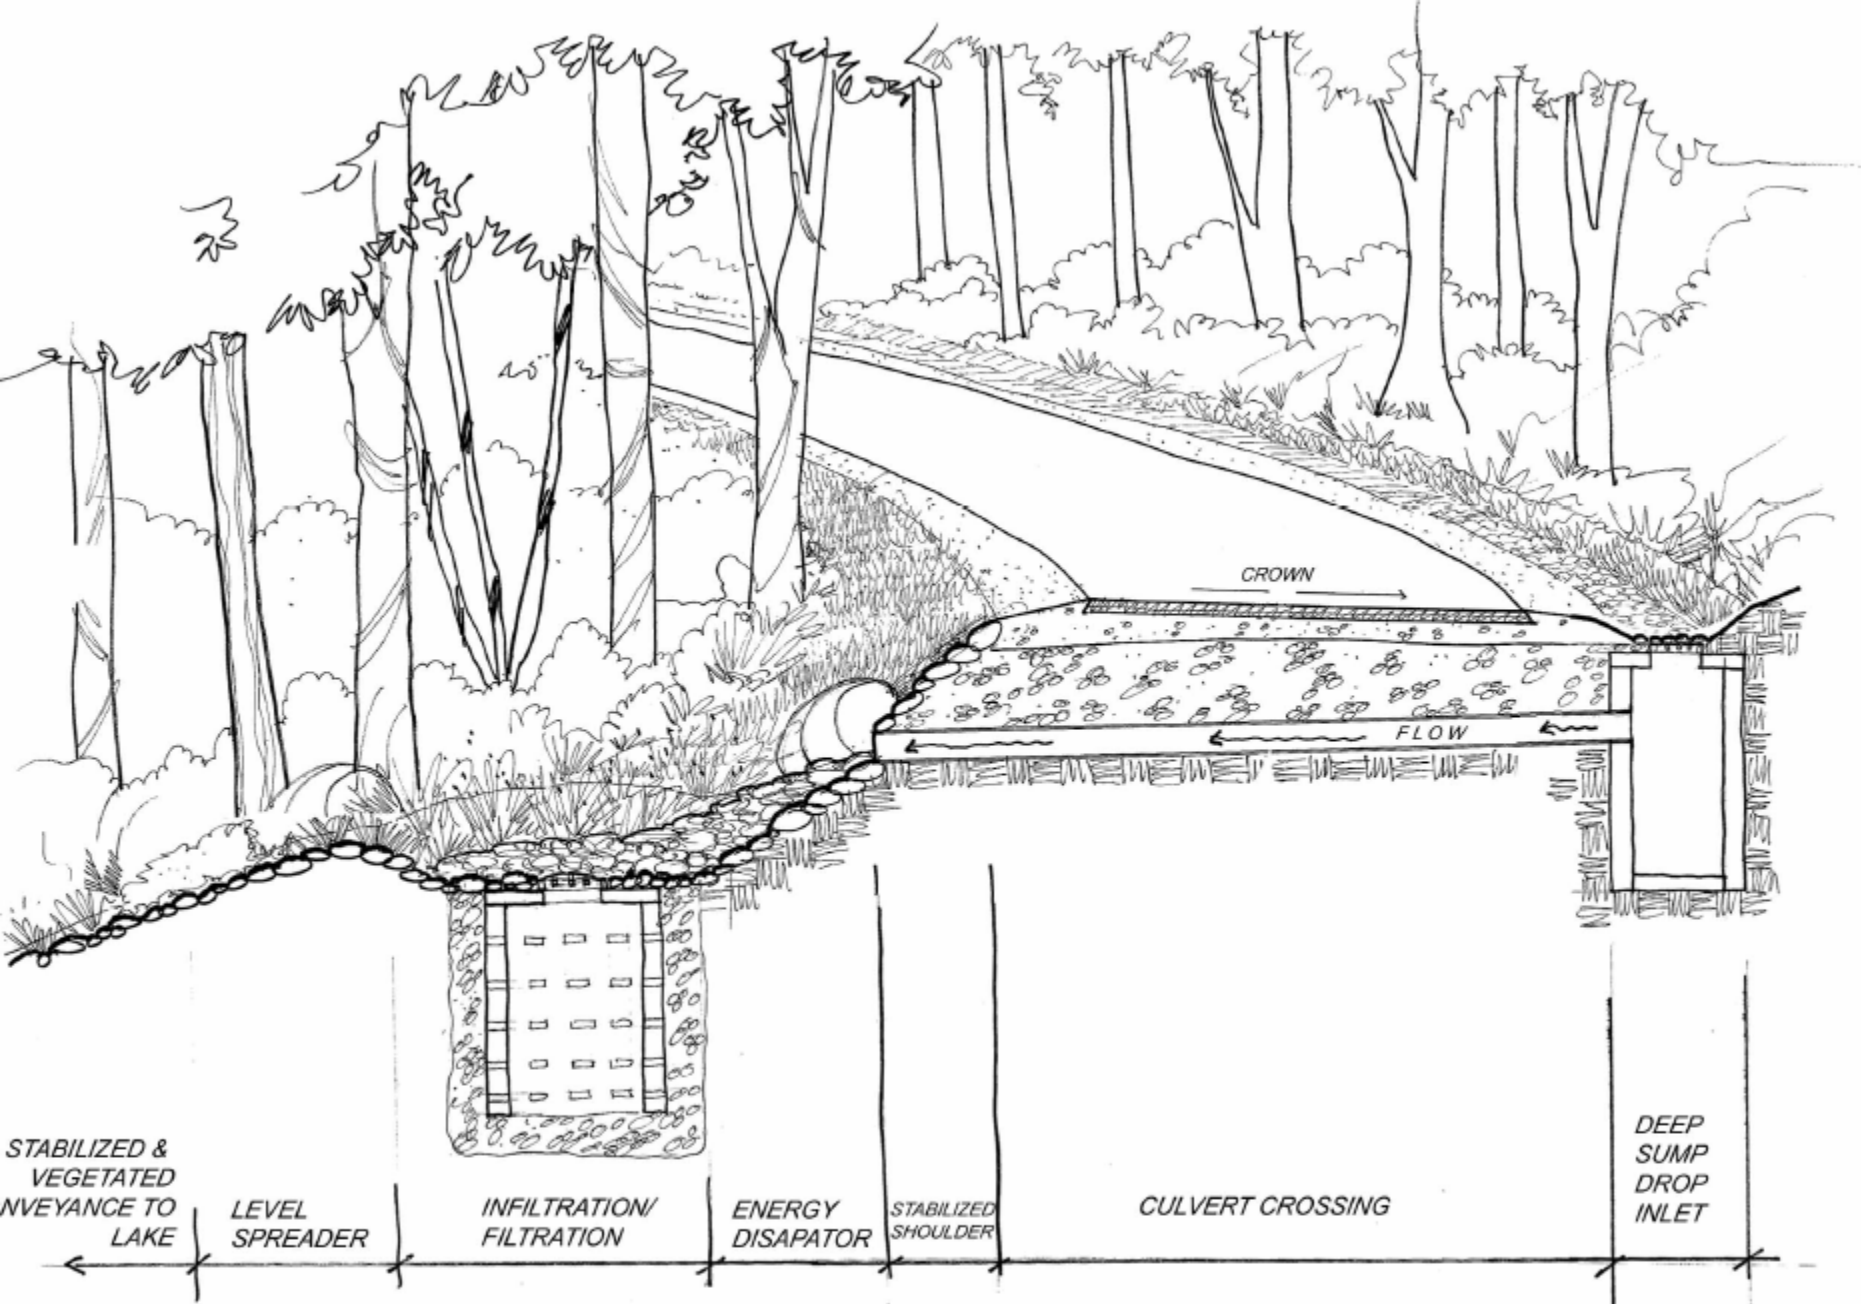 CROWN
FLOW
STABILIZED &
VEGETATED
NVEYANCE TO
LAKE
LEVEL
SPREADER
INFILTRATION/
FILTRATION
ENERGY
DISAPATOR
STABILIZED
SHOULDER
CULVERT CROSSING
DEEP
SUMP
DROP
INLET